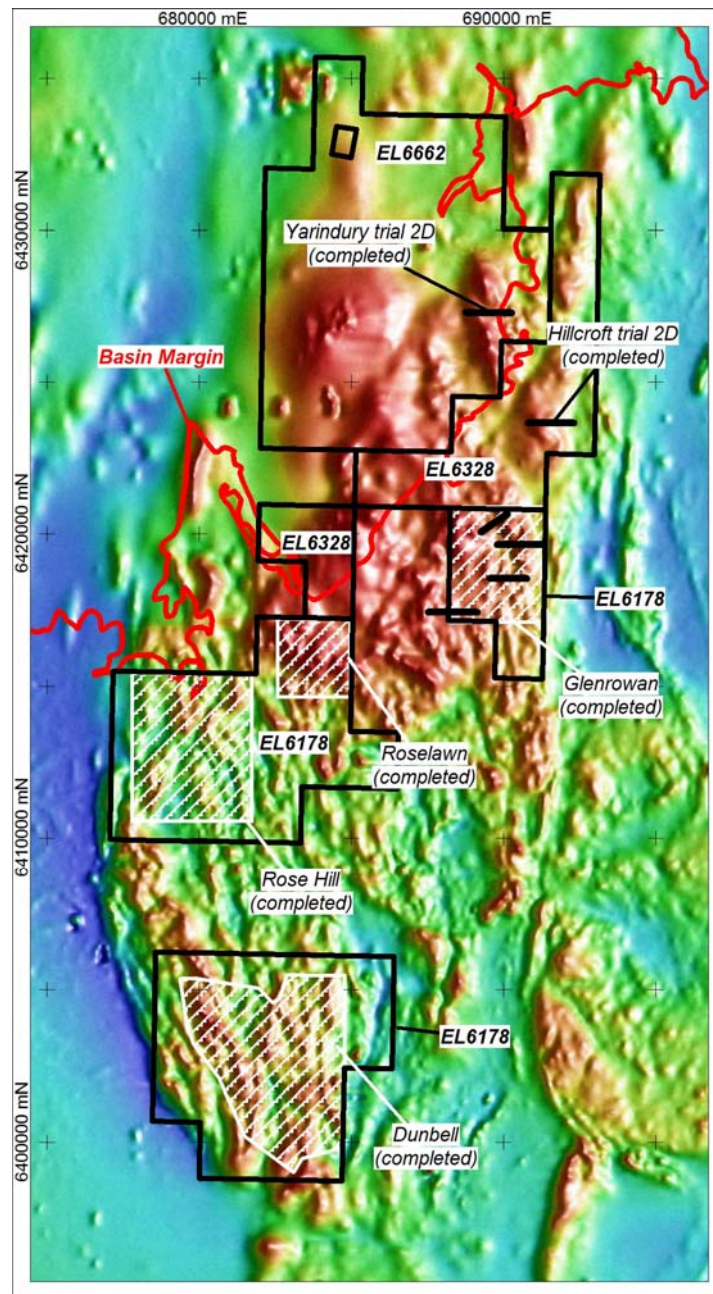 680000 mE
690000 mE
EL6662
6430000 mN
Yarindury trial 2D
(completed)
Hillcroft trial 2D
(completed)
Basin Margin
EL6328
6420000 mN
EL6328
EL6178
Glenrowan
(completed)
EL6178
Roselawn
(completed)
6410000 mN
Rose Hill
(completed)
EL6178
Dunbell
(completed)
6400000 mN